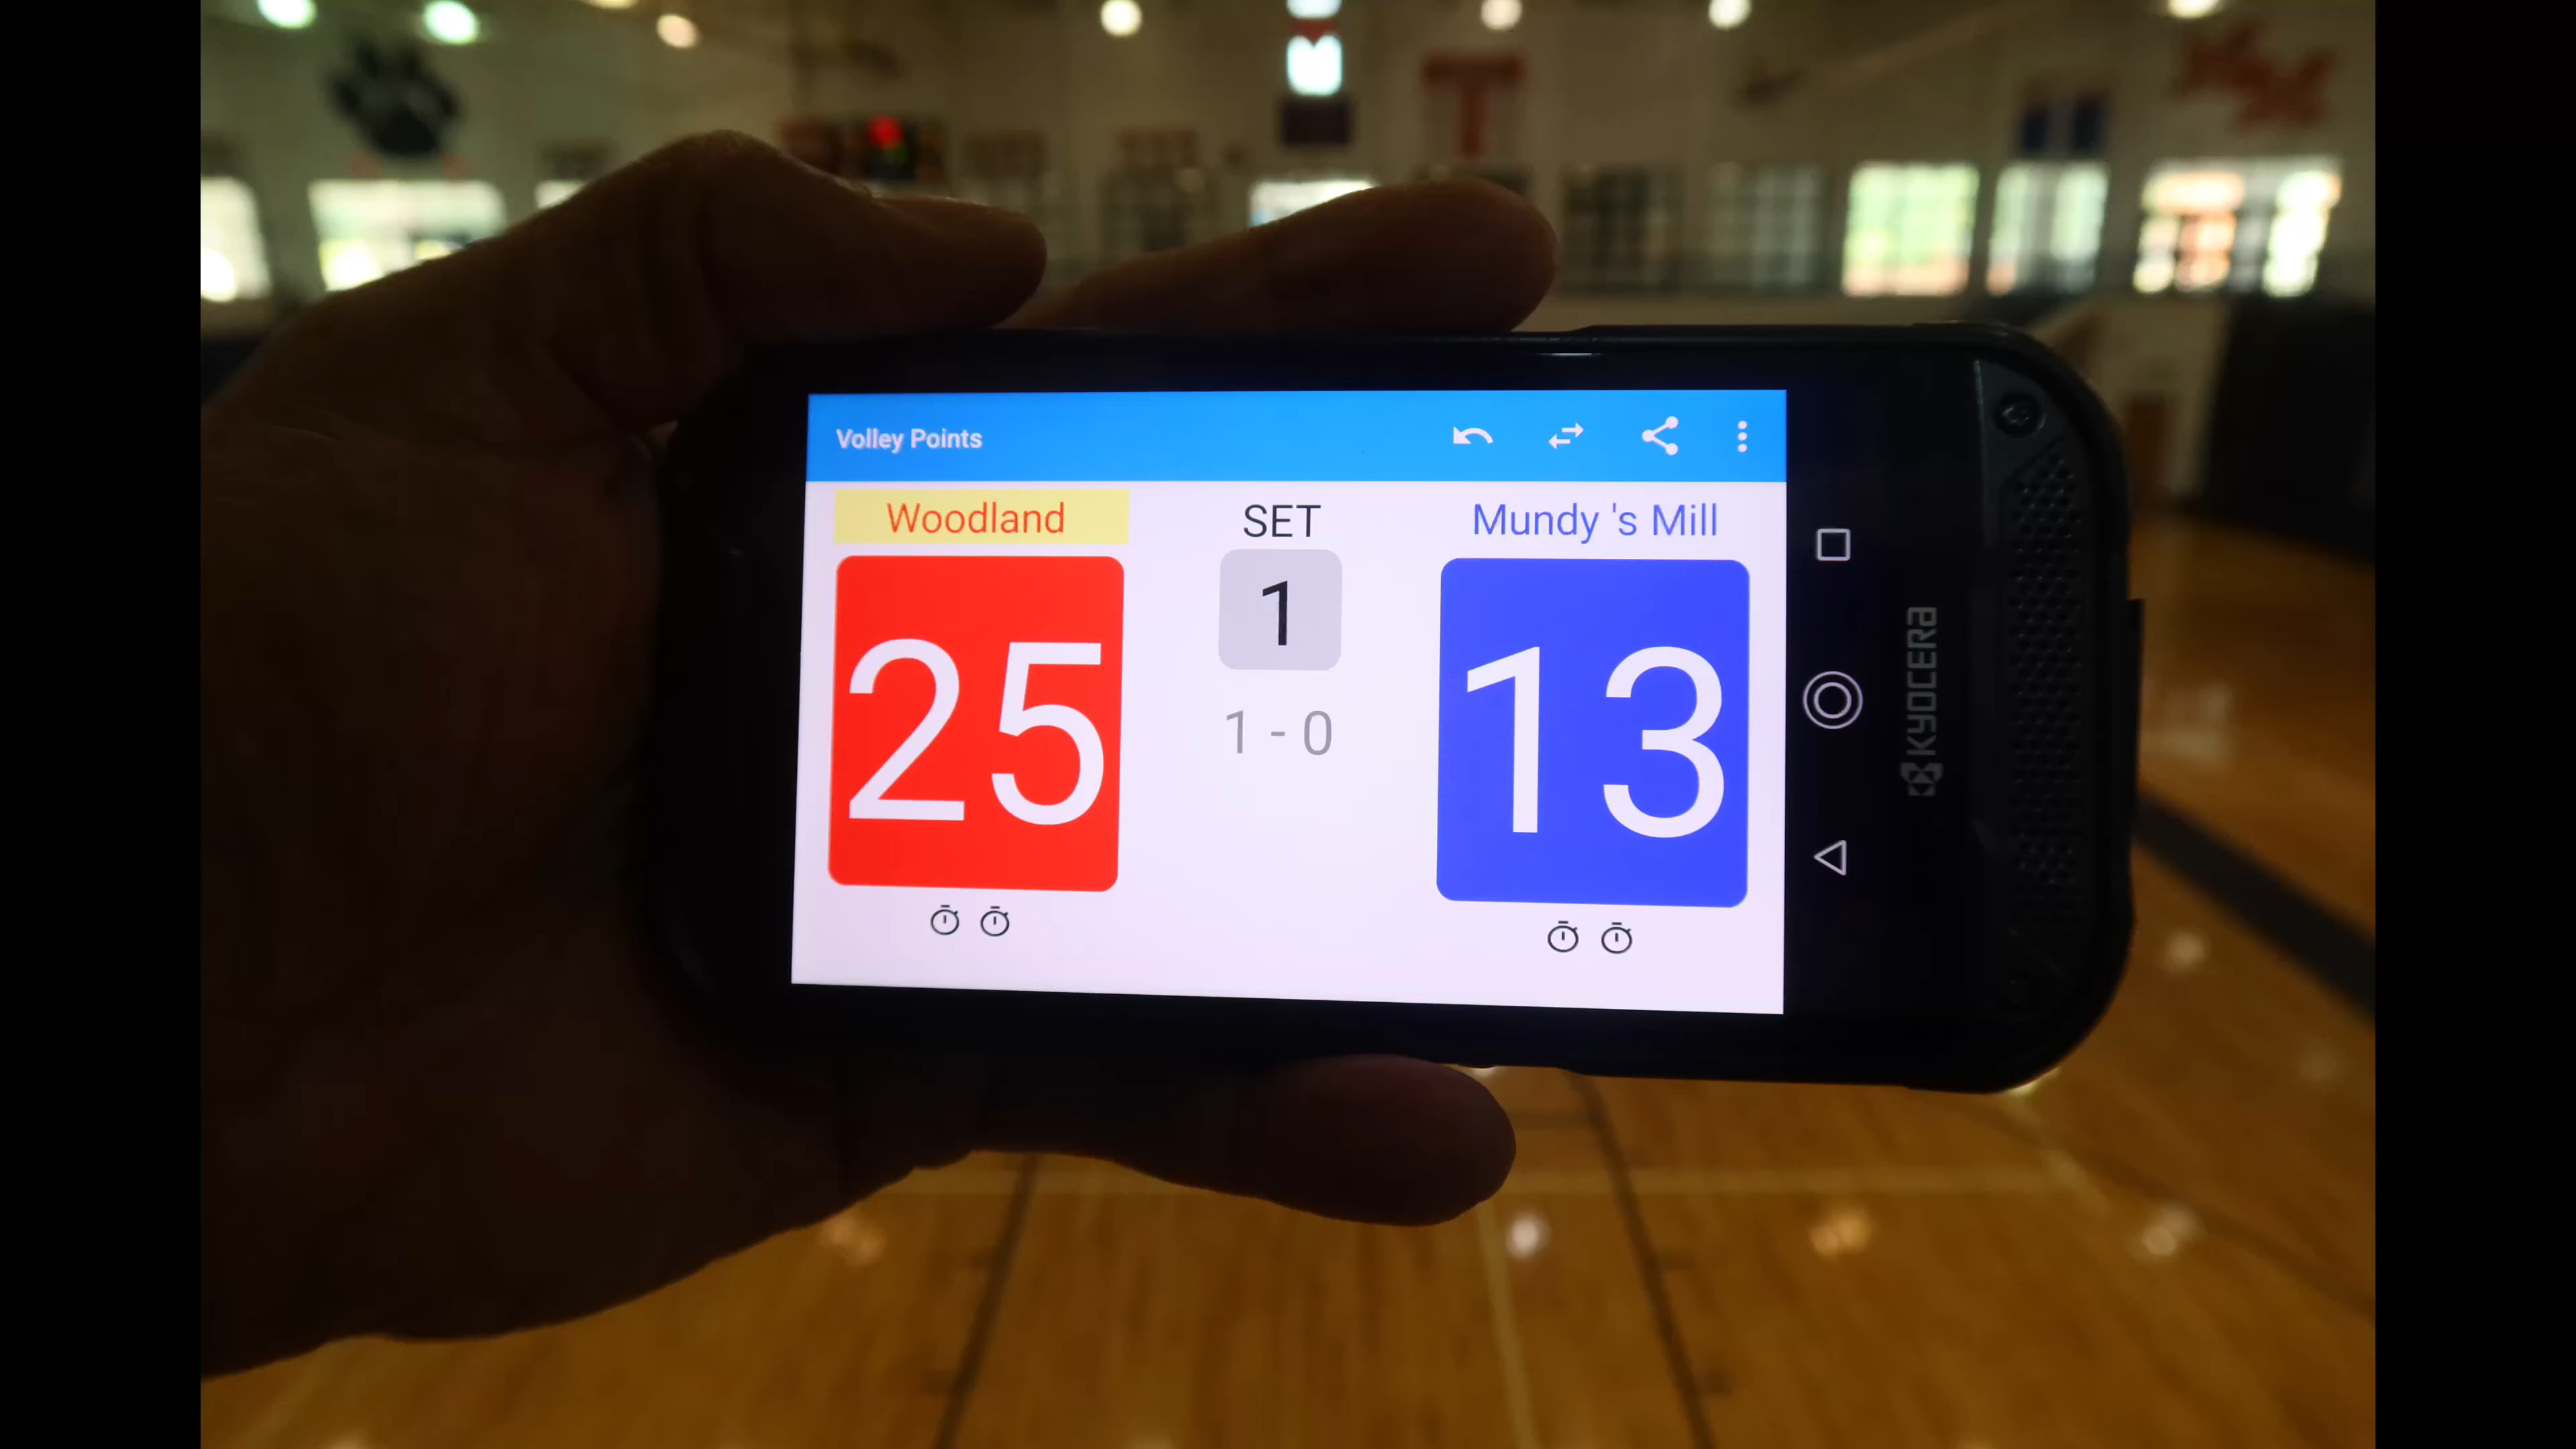 Volley Points
Woodland
SET
Mundy 's Mill
25
1
13
1 - 0
KYOCERA
T